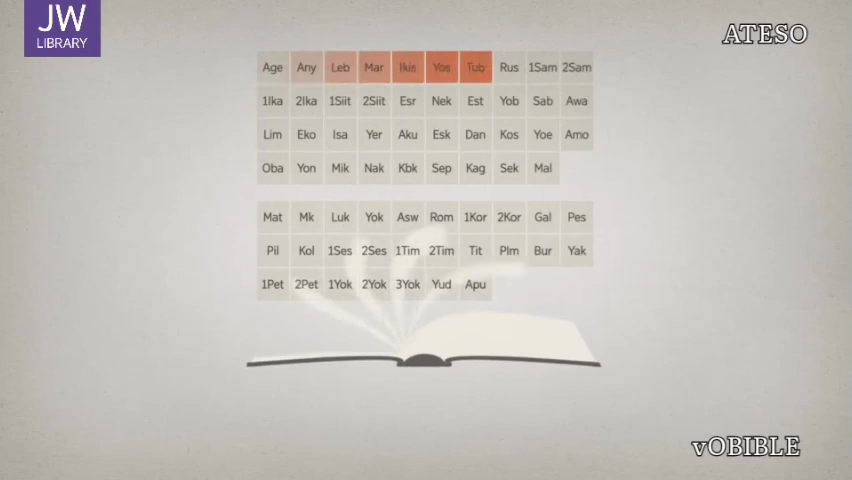 JW
LIBRARY
ATESO
Age Any Leb Mar Ikis Yos Tub Rus 1Sam 2Sam
1Ika 2Ika 1Siit 2Siit Esr Nek Est Yob Sab Awa
Lim Eko Isa Yer Aku Esk Dan Kos Yoe Amo
Oba Yon Mik Nak Kbk Sep Kag Sek Mal
Mat Mk Luk Yok Asw Rom 1Kor 2Kor Gal Pes
Pil Kol 1Ses 2Ses 1Tim 2Tim Tit Plm Bur Yak
1Pet 2Pet 1Yok 2Yok 3Yok Yud Apu
vOBIBLE